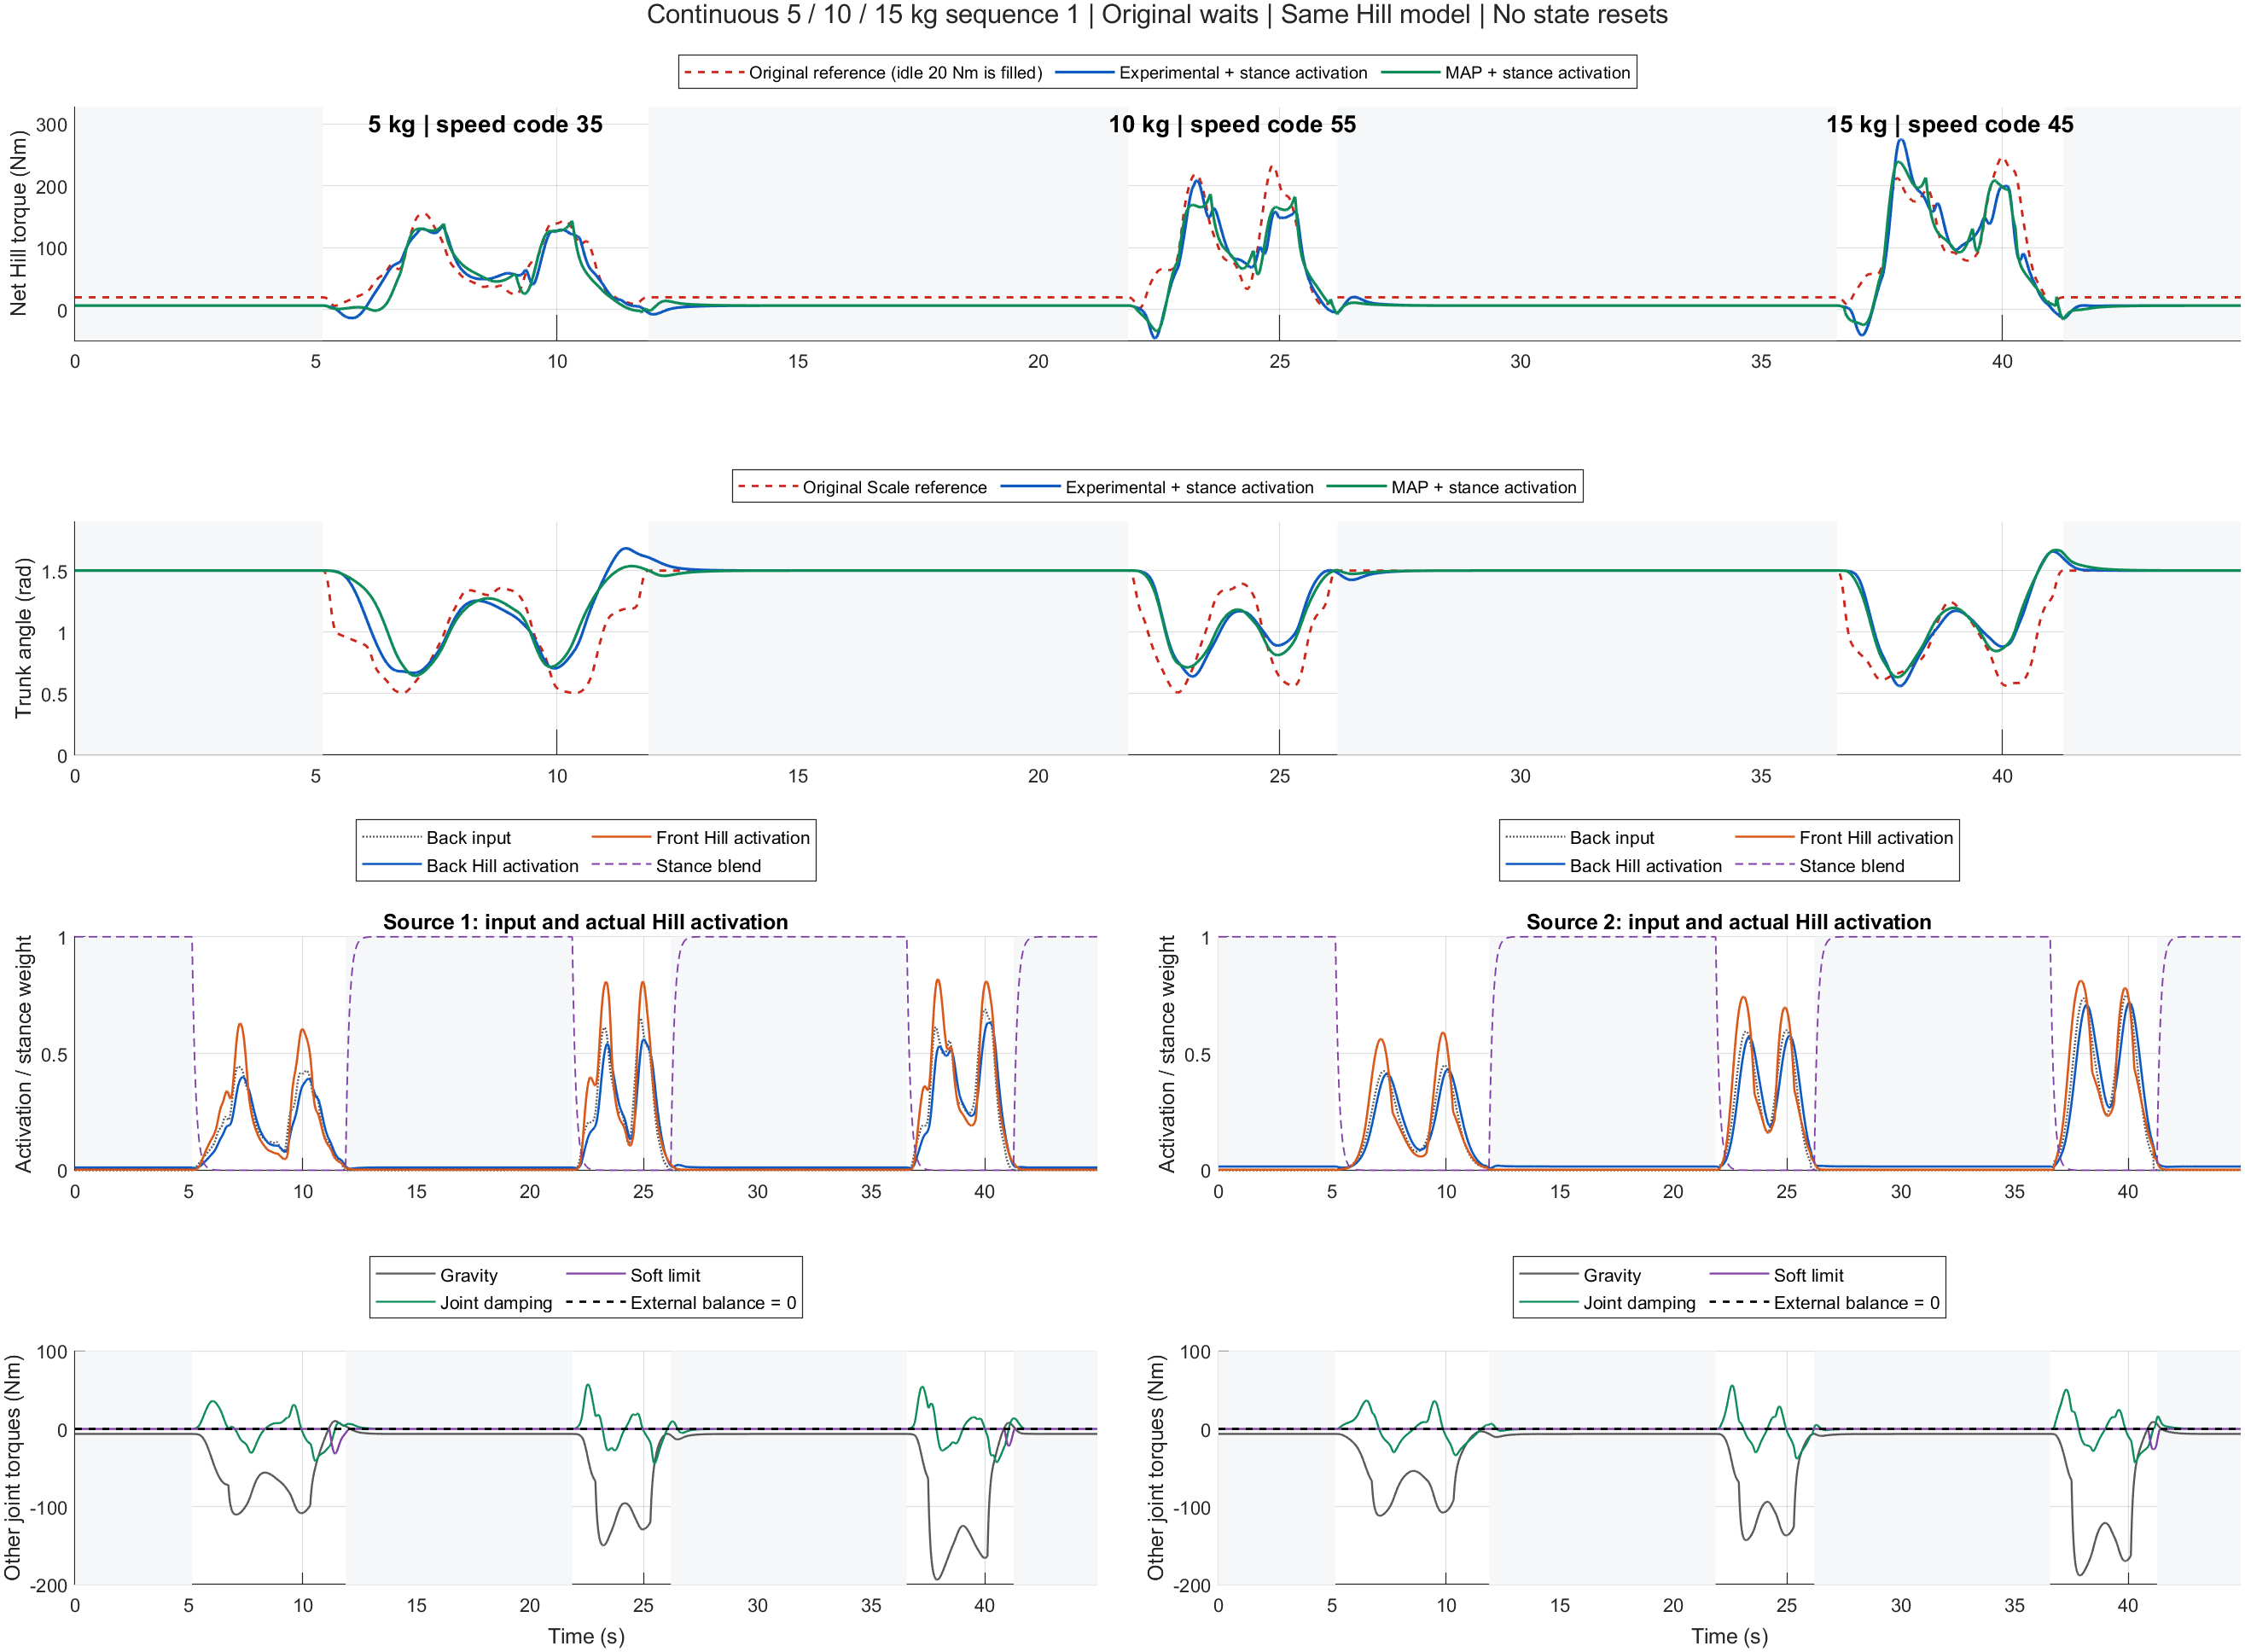 Continuous 5 / 10 / 15 kg sequence 1 | Original waits | Same Hill model | No state resets
Original reference (idle 20 Nm is filled) Experimental + stance activation MAP + stance activation
5 kg | speed code 35 10 kg | speed code 55 15 kg | speed code 45
Net Hill torque (Nm)
300
200
100
0
0 5 10 15 20 25 30 35 40
Original Scale reference Experimental + stance activation MAP + stance activation
Trunk angle (rad)
1.5
1
0.5
0
0 5 10 15 20 25 30 35 40
Back input Front Hill activation
Back Hill activation Stance blend
Source 1: input and actual Hill activation
Activation / stance weight
1
0.5
0
0 5 10 15 20 25 30 35 40
Back input Front Hill activation
Back Hill activation Stance blend
Source 2: input and actual Hill activation
Activation / stance weight
1
0.5
0
0 5 10 15 20 25 30 35 40
Gravity Soft limit
Joint damping External balance = 0
Other joint torques (Nm)
100
0
-100
-200
0 5 10 15 20 25 30 35 40
Time (s)
Gravity Soft limit
Joint damping External balance = 0
Other joint torques (Nm)
100
0
-100
-200
0 5 10 15 20 25 30 35 40
Time (s)